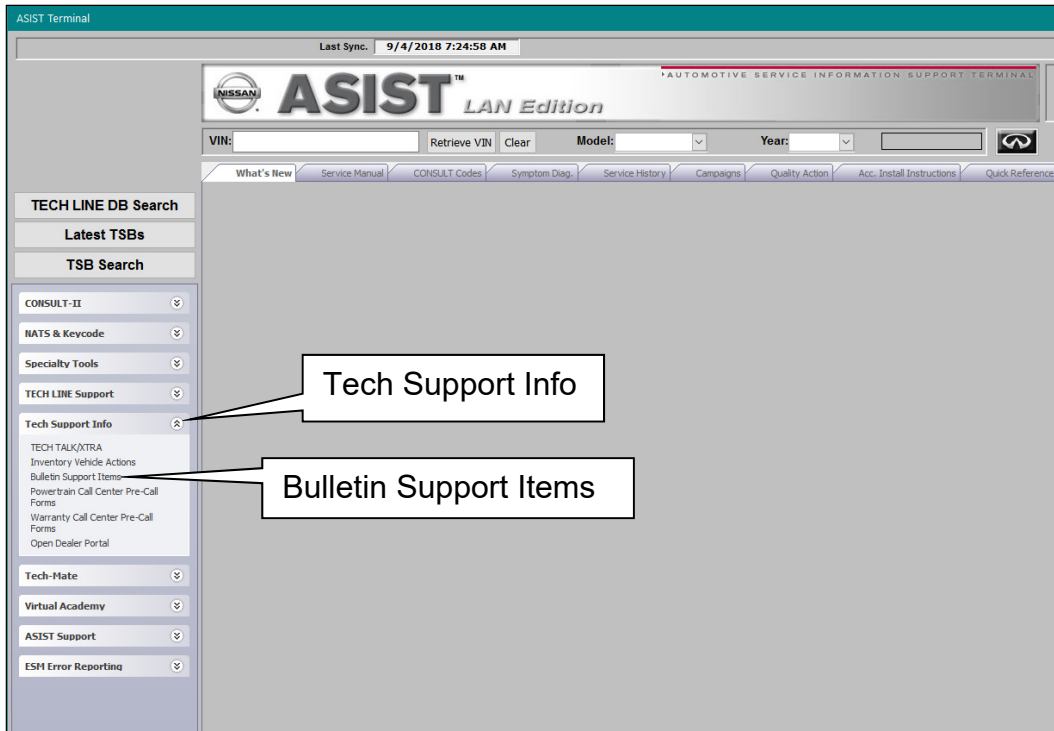 ASIST Terminal
Last Sync. 9/4/2018 7:24:58 AM
NISSAN ASIST™ LAN Edition
AUTOMOTIVE SERVICE INFORMATION SUPPORT TERMINAL
VIN: Retrieve VIN Clear Model: Year:
What's New Service Manual CONSULT Codes Symptom Diag. Service History Campaigns Quality Action Acc. Install Instructions Quick Reference
TECH LINE DB Search
Latest TSBs
TSB Search
CONSULT-II
NATS & Keycode
Specialty Tools
TECH LINE Support
Tech Support Info
TECH TALK/XTRA
Inventory Vehicle Actions
Bulletin Support Items
Powertrain Call Center Pre-Call
Forms
Warranty Call Center Pre-Call
Forms
Open Dealer Portal
Tech-Mate
Virtual Academy
ASIST Support
ESM Error Reporting
Tech Support Info
Bulletin Support Items